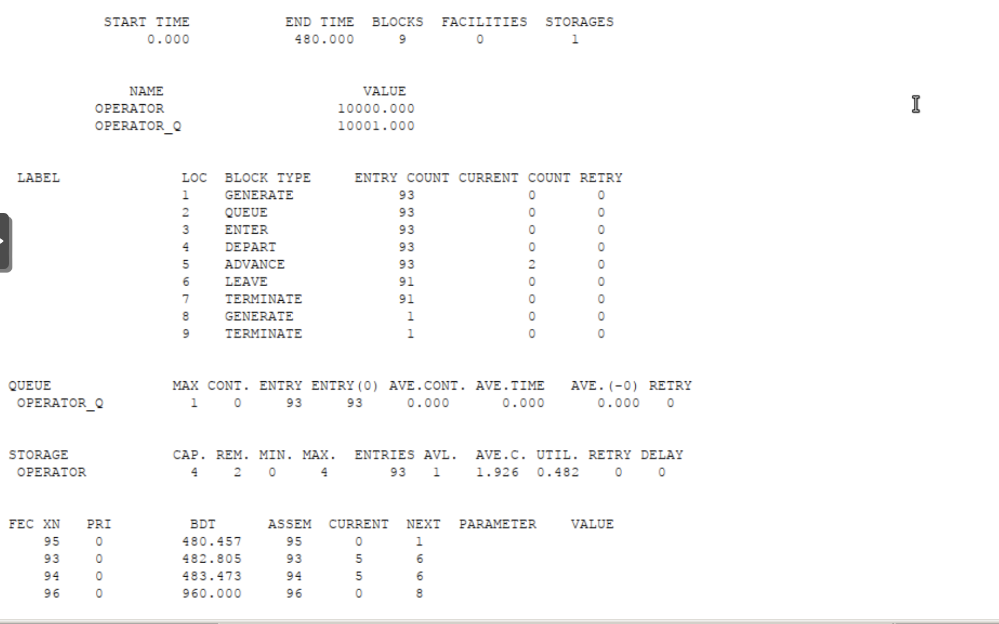 START TIME END TIME BLOCKS FACILITIES STORAGES
0.000 480.000 9 0 1
NAME VALUE
OPERATOR 10000.000
OPERATOR_Q 10001.000
LABEL LOC BLOCK TYPE ENTRY COUNT CURRENT COUNT RETRY
1 GENERATE 93 0 0
2 QUEUE 93 0 0
3 ENTER 93 0 0
4 DEPART 93 0 0
5 ADVANCE 93 2 0
6 LEAVE 91 0 0
7 TERMINATE 91 0 0
8 GENERATE 1 0 0
9 TERMINATE 1 0 0
QUEUE MAX CONT. ENTRY ENTRY(0) AVE.CONT. AVE.TIME AVE.(-0) RETRY
OPERATOR_Q 1 0 93 93 0.000 0.000 0.000 0
STORAGE CAP. REM. MIN. MAX. ENTRIES AVL. AVE.C. UTIL. RETRY DELAY
OPERATOR 4 2 0 4 93 1 1.926 0.482 0 0
FEC XN PRI BDT ASSEM CURRENT NEXT PARAMETER VALUE
95 0 480.457 95 0 1
93 0 482.805 93 5 6
94 0 483.473 94 5 6
96 0 960.000 96 0 8